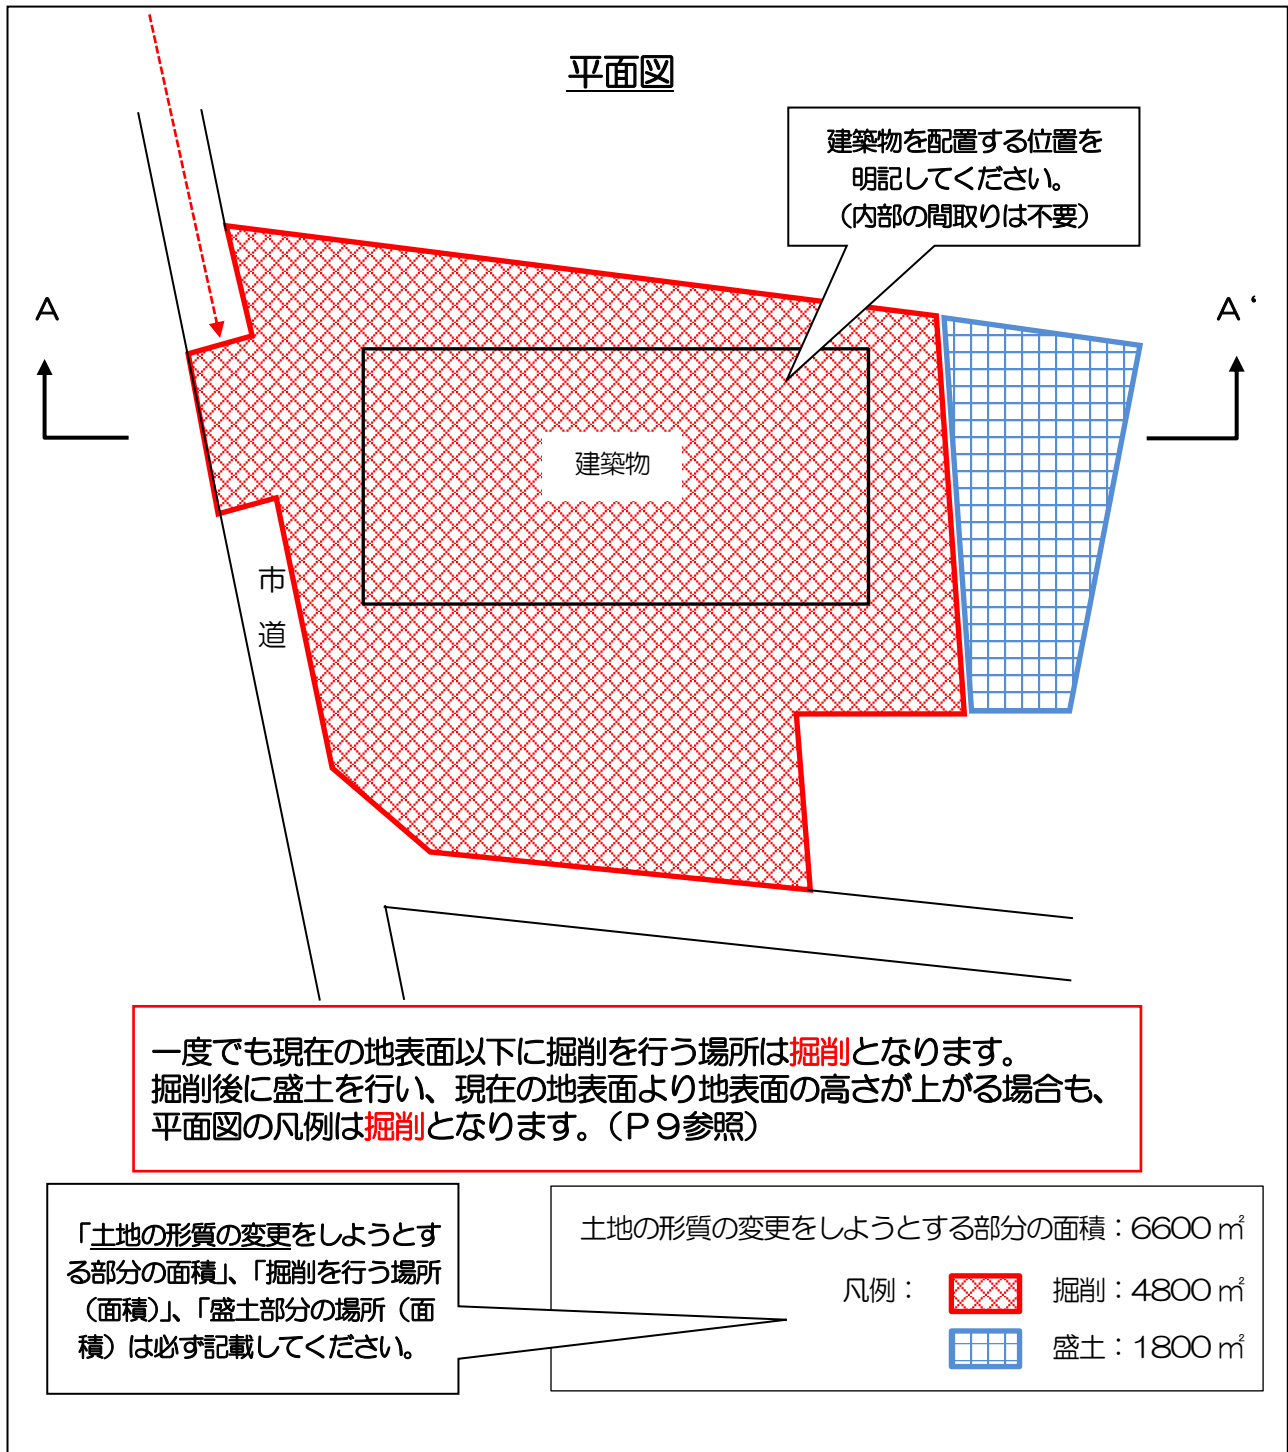 平面図
建築物を配置する位置を
明記してください。
（内部の間取りは不要）
A
A‘
建築物
市
道
一度でも現在の地表面以下に掘削を行う場所は掘削となります。
掘削後に盛土を行い、現在の地表面より地表面の高さが上がる場合も、
平面図の凡例は掘削となります。（P９参照）
「土地の形質の変更をしようとす
る部分の面積」、「掘削を行う場所
（面積）」、「盛土部分の場所（面
積）は必ず記載してください。
土地の形質の変更をしようとする部分の面積：6600㎡
凡例： 掘削：4800㎡
盛土：1800㎡